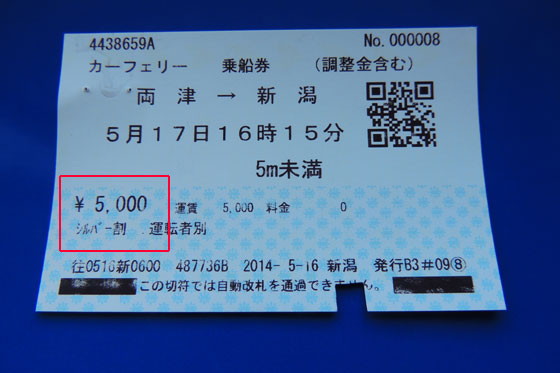 4438659A No.000008
カーフェリー 乗船券 (調整金含む)
両津 → 新潟
5月17日16時15分
5m未満
¥5,000 運賃 5,000 料金 0
ｼﾙﾊﾞｰ割 運転者別
往0516新0600 487736B 2014-5-16 新潟 発行B3#09⑧
この切符では自動改札を通過できません。